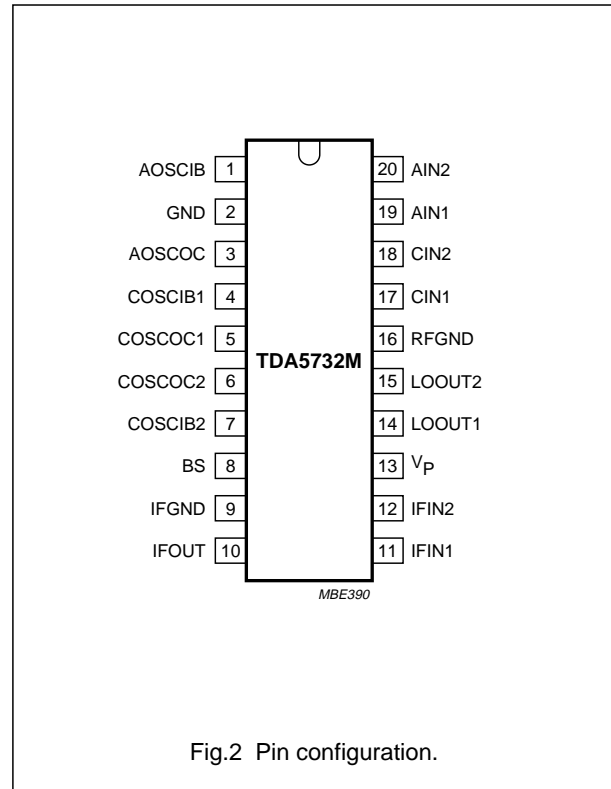 AOSCIB 1 20 AIN2
GND 2 19 AIN1
AOSCOC 3 18 CIN2
COSCIB1 4 17 CIN1
COSCOC1 5 16 RFGND
TDA5732M
COSCOC2 6 15 LOOUT2
COSCIB2 7 14 LOOUT1
BS 8 13 VP
IFGND 9 12 IFIN2
IFOUT 10 11 IFIN1
MBE390
Fig.2 Pin configuration.